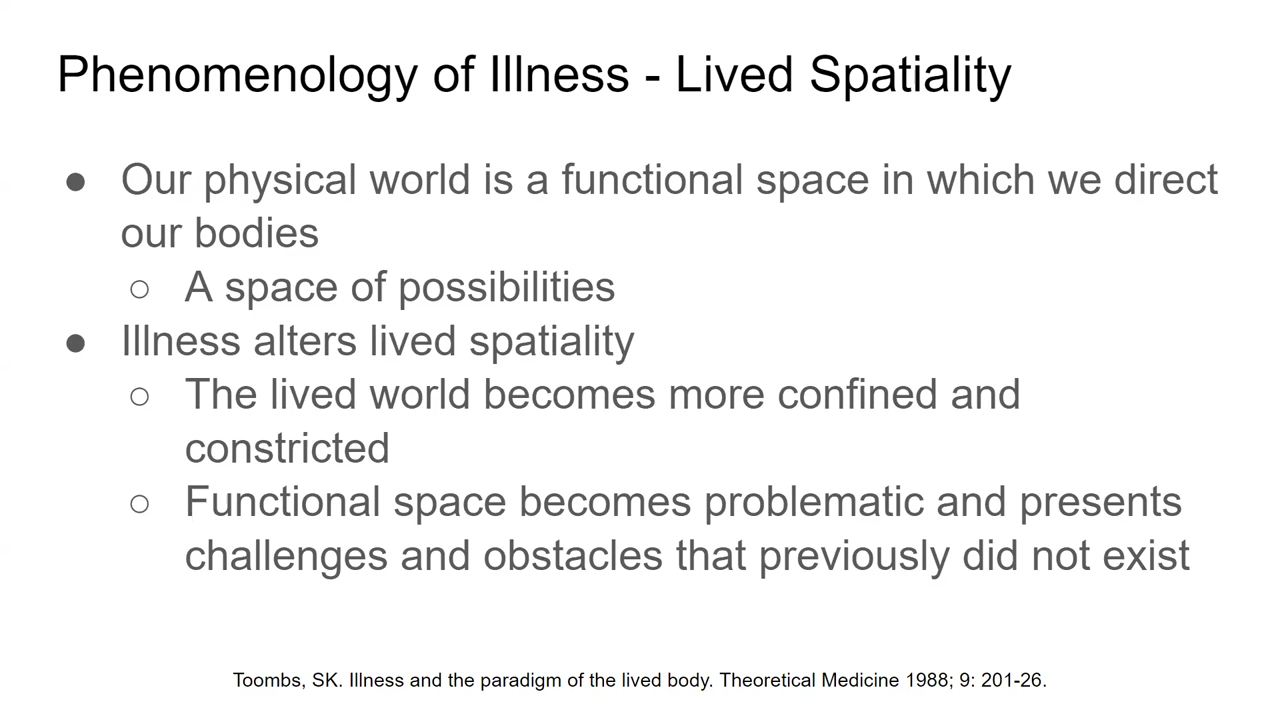 Phenomenology of Illness - Lived Spatiality
● Our physical world is a functional space in which we direct
our bodies
○ A space of possibilities
● Illness alters lived spatiality
○ The lived world becomes more confined and
constricted
○ Functional space becomes problematic and presents
challenges and obstacles that previously did not exist
Toombs, SK. Illness and the paradigm of the lived body. Theoretical Medicine 1988; 9: 201-26.